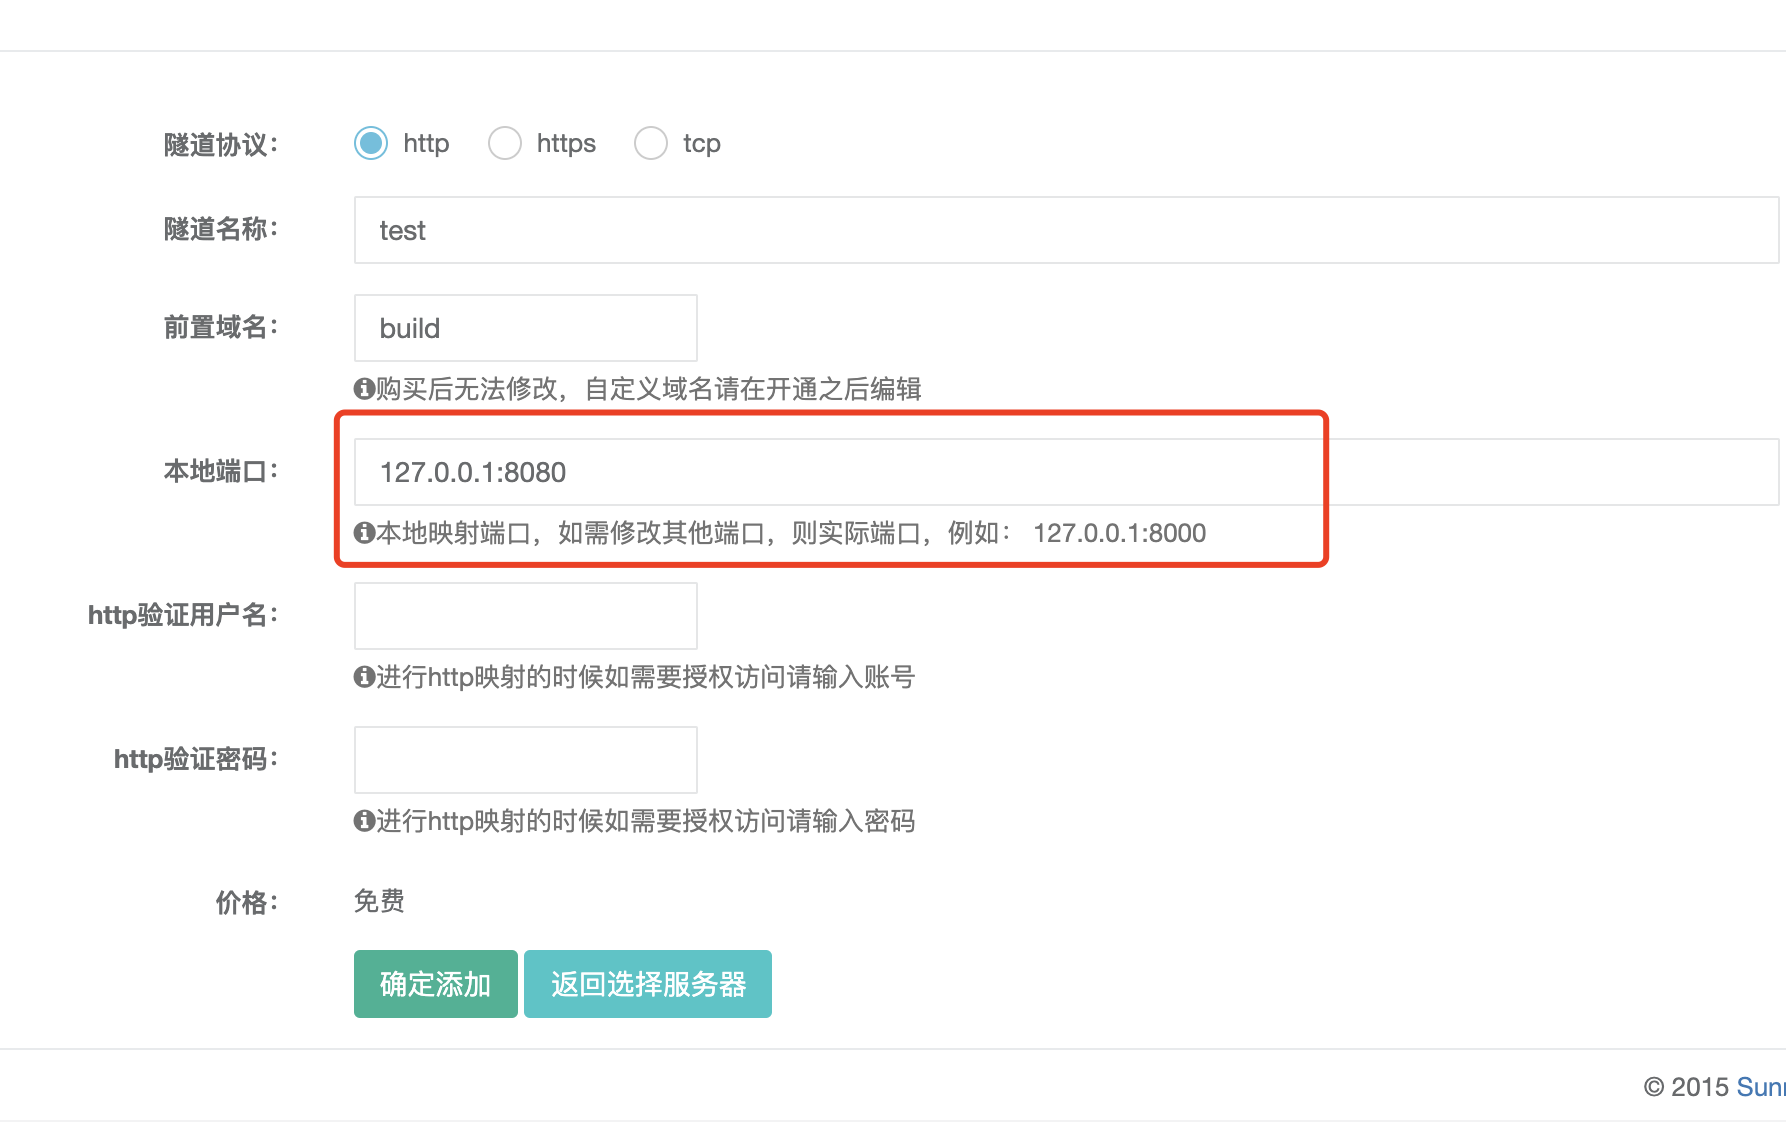 隧道协议： http https tcp
隧道名称： test
前置域名： build
购买后无法修改，自定义域名请在开通之后编辑
本地端口： 127.0.0.1:8080
本地映射端口，如需修改其他端口，则实际端口，例如： 127.0.0.1:8000
http验证用户名：
进行http映射的时候如需要授权访问请输入账号
http验证密码：
进行http映射的时候如需要授权访问请输入密码
价格： 免费
确定添加 返回选择服务器
© 2015